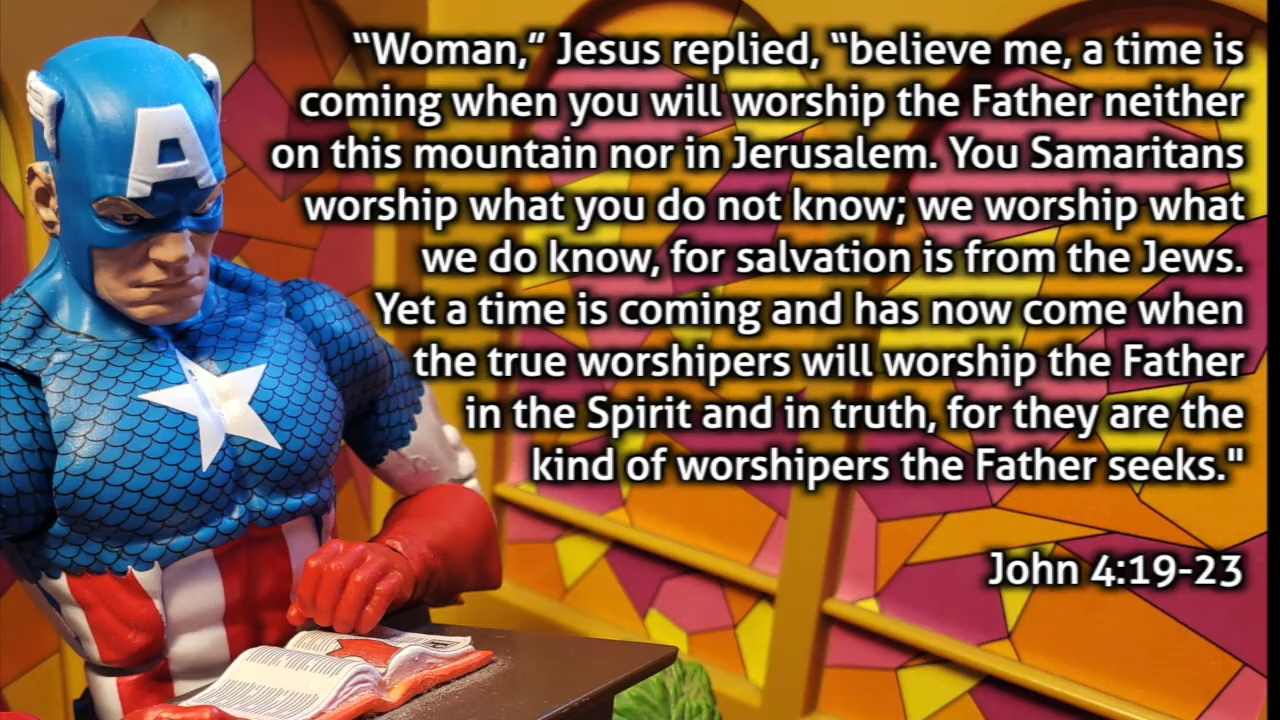 “Woman,” Jesus replied, “believe me, a time is
coming when you will worship the Father neither
on this mountain nor in Jerusalem. You Samaritans
worship what you do not know; we worship what
we do know, for salvation is from the Jews.
Yet a time is coming and has now come when
the true worshipers will worship the Father
in the Spirit and in truth, for they are the
kind of worshipers the Father seeks."
John 4:19-23
A